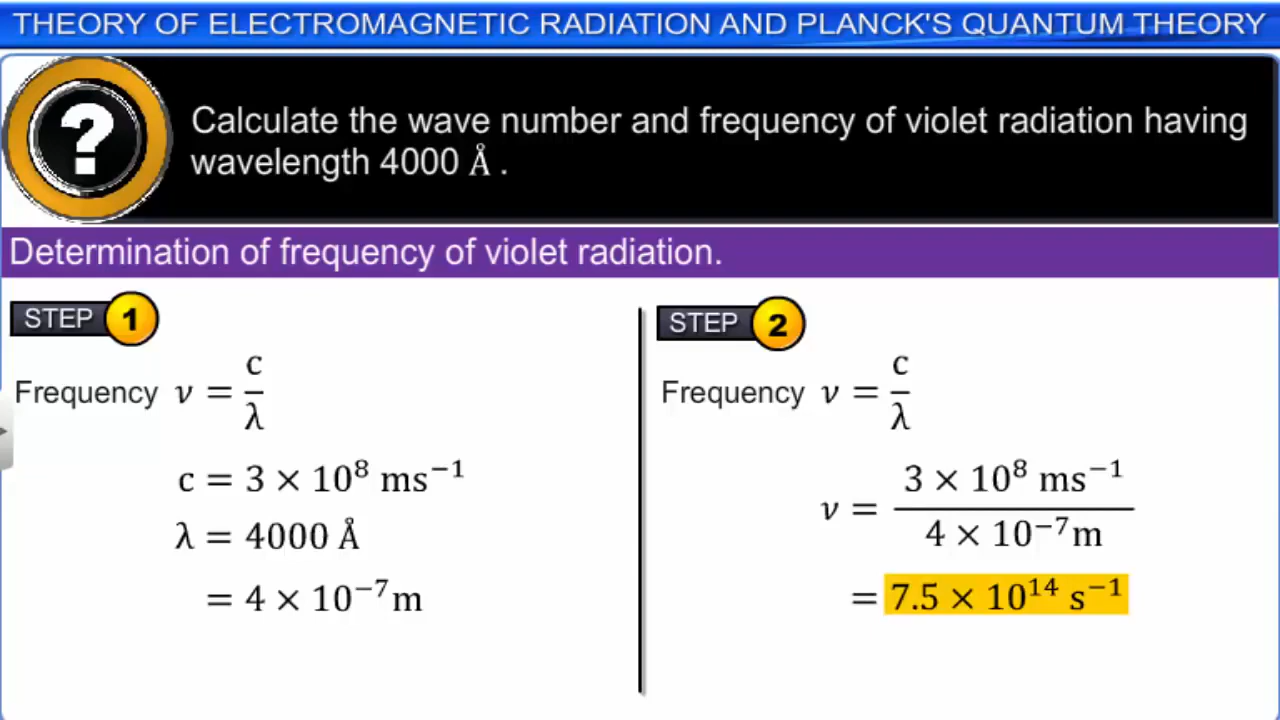 THEORY OF ELECTROMAGNETIC RADIATION AND PLANCK'S QUANTUM THEORY
?
Calculate the wave number and frequency of violet radiation having
wavelength 4000 Å .
Determination of frequency of violet radiation.
STEP 1
Frequency ν = c/λ
c = 3 × 10⁸ ms⁻¹
λ = 4000 Å
= 4 × 10⁻⁷ m
STEP 2
Frequency ν = c/λ
ν = 3 × 10⁸ ms⁻¹ / 4 × 10⁻⁷ m
= 7.5 × 10¹⁴ s⁻¹